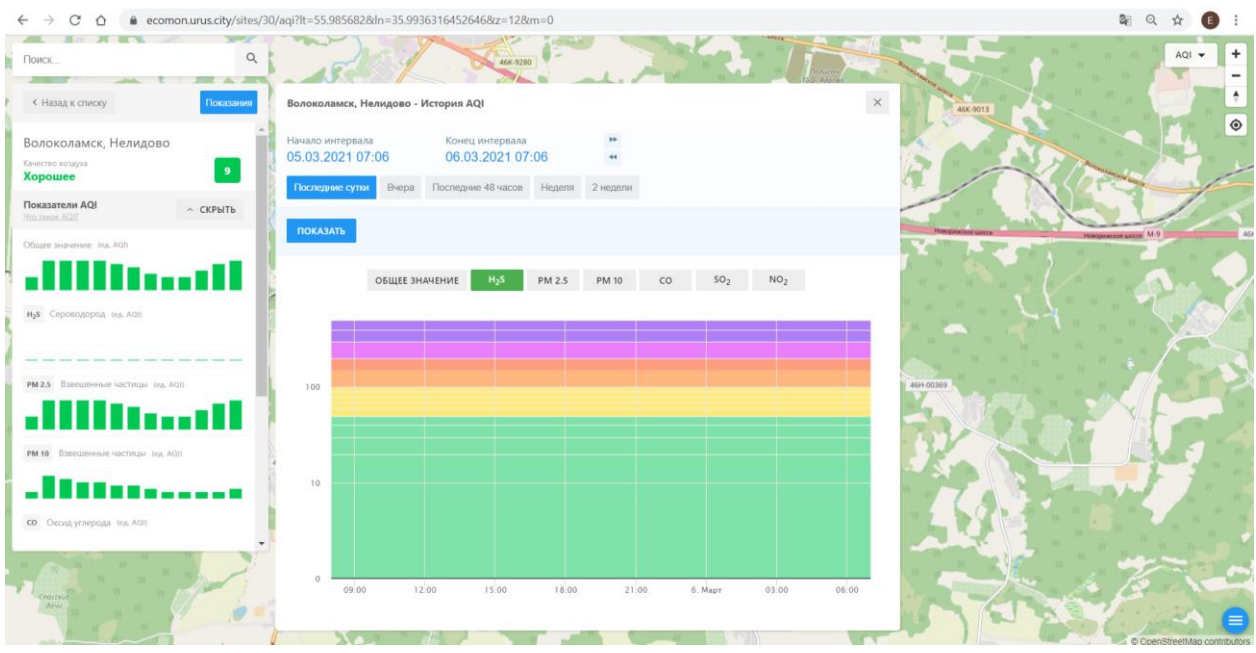 ecomon.urus.city/sites/30/aqi?lt=55.985682&ln=35.9936316452646&z=12&m=0
E
Поиск...
46К-9280
AQI
+
−
Назад к списку
Показания
Волоколамск, Нелидово - История AQI
×
46К-9013
Волоколамск, Нелидово
Качество воздуха
Хорошее
9
Начало интервала
Конец интервала
05.03.2021 07:06
06.03.2021 07:06
Последние сутки
Вчера
Последние 48 часов
Неделя
2 недели
Показатели AQI
Что такое AQI?
СКРЫТЬ
ПОКАЗАТЬ
Новорижское шоссе
Новорижское шоссе
М-9
46Н
Общее значение (ед. AQI)
ОБЩЕЕ ЗНАЧЕНИЕ
H₂S
PM 2.5
PM 10
CO
SO₂
NO₂
H₂S Сероводород (ед. AQI)
PM 2.5 Взвешенные частицы (ед. AQI)
100
46Н-00369
PM 10 Взвешенные частицы (ед. AQI)
10
CO Оксид углерода (ед. AQI)
0
09:00
12:00
15:00
18:00
21:00
6. Март
03:00
06:00
© OpenStreetMap contributors